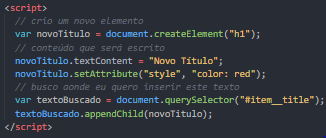 <script>
// crio um novo elemento
var novoTitulo = document.createElement("h1");
// conteúdo que será escrito
novoTitulo.textContent = "Novo Título";
novoTitulo.setAttribute("style", "color: red");
// busco aonde eu quero inserir este texto
var textoBuscado = document.querySelector("#item__title");
textoBuscado.appendChild(novoTitulo);
</script>